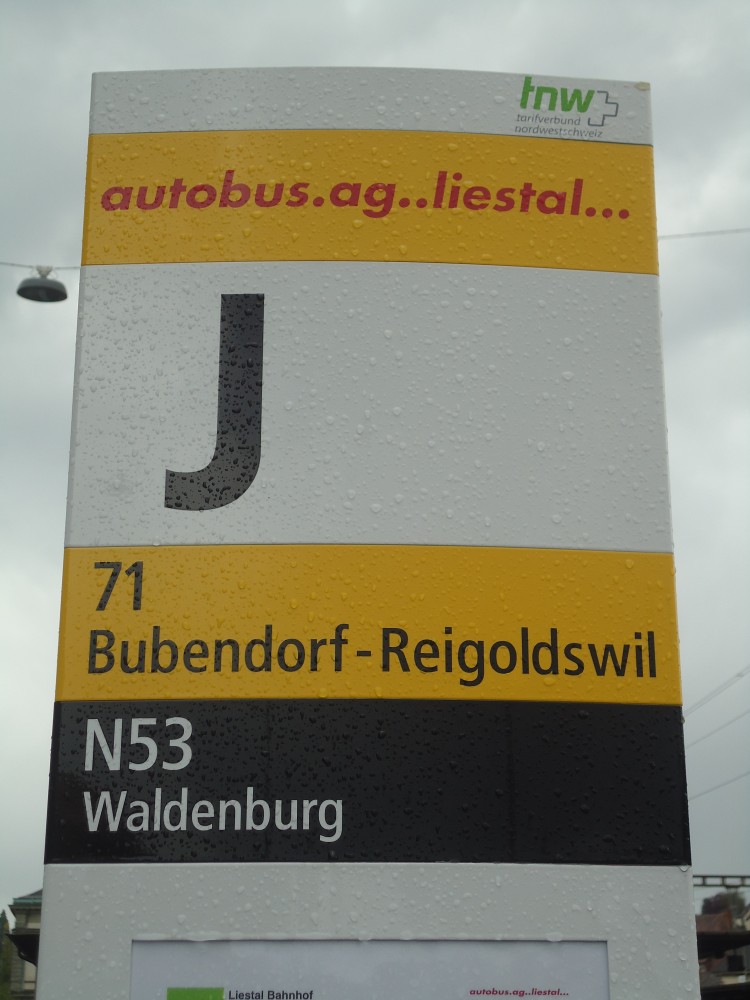 tnw
tarifverbund
nordwestschweiz
autobus.ag..liestal...
J
71
Bubendorf-Reigoldswil
N53
Waldenburg
Liestal Bahnhof
autobus.ag..liestal...